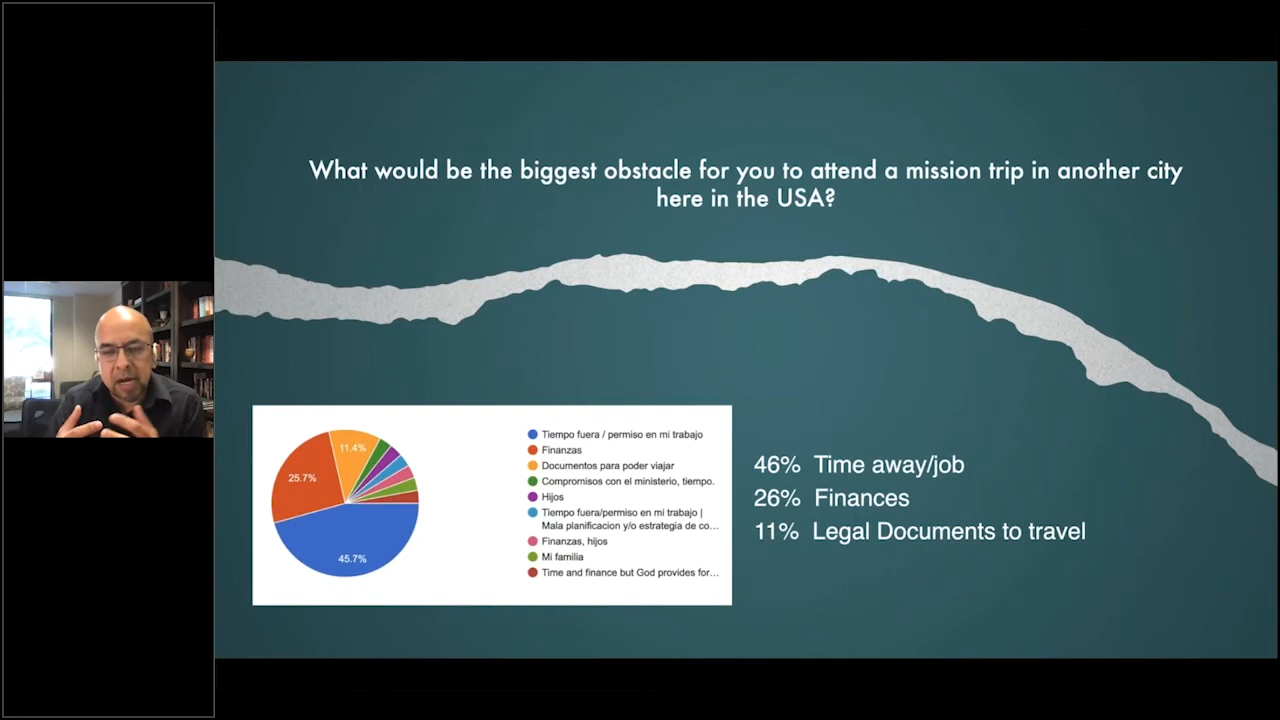 What would be the biggest obstacle for you to attend a mission trip in another city
here in the USA?
11.4%
25.7%
45.7%
Tiempo fuera / permiso en mi trabajo
Finanzas
Documentos para poder viajar
Compromisos con el ministerio, tiempo.
Hijos
Tiempo fuera/permiso en mi trabajo |
Mala planificacion y/o estrategia de co...
Finanzas, hijos
Mi familia
Time and finance but God provides for...
46% Time away/job
26% Finances
11% Legal Documents to travel